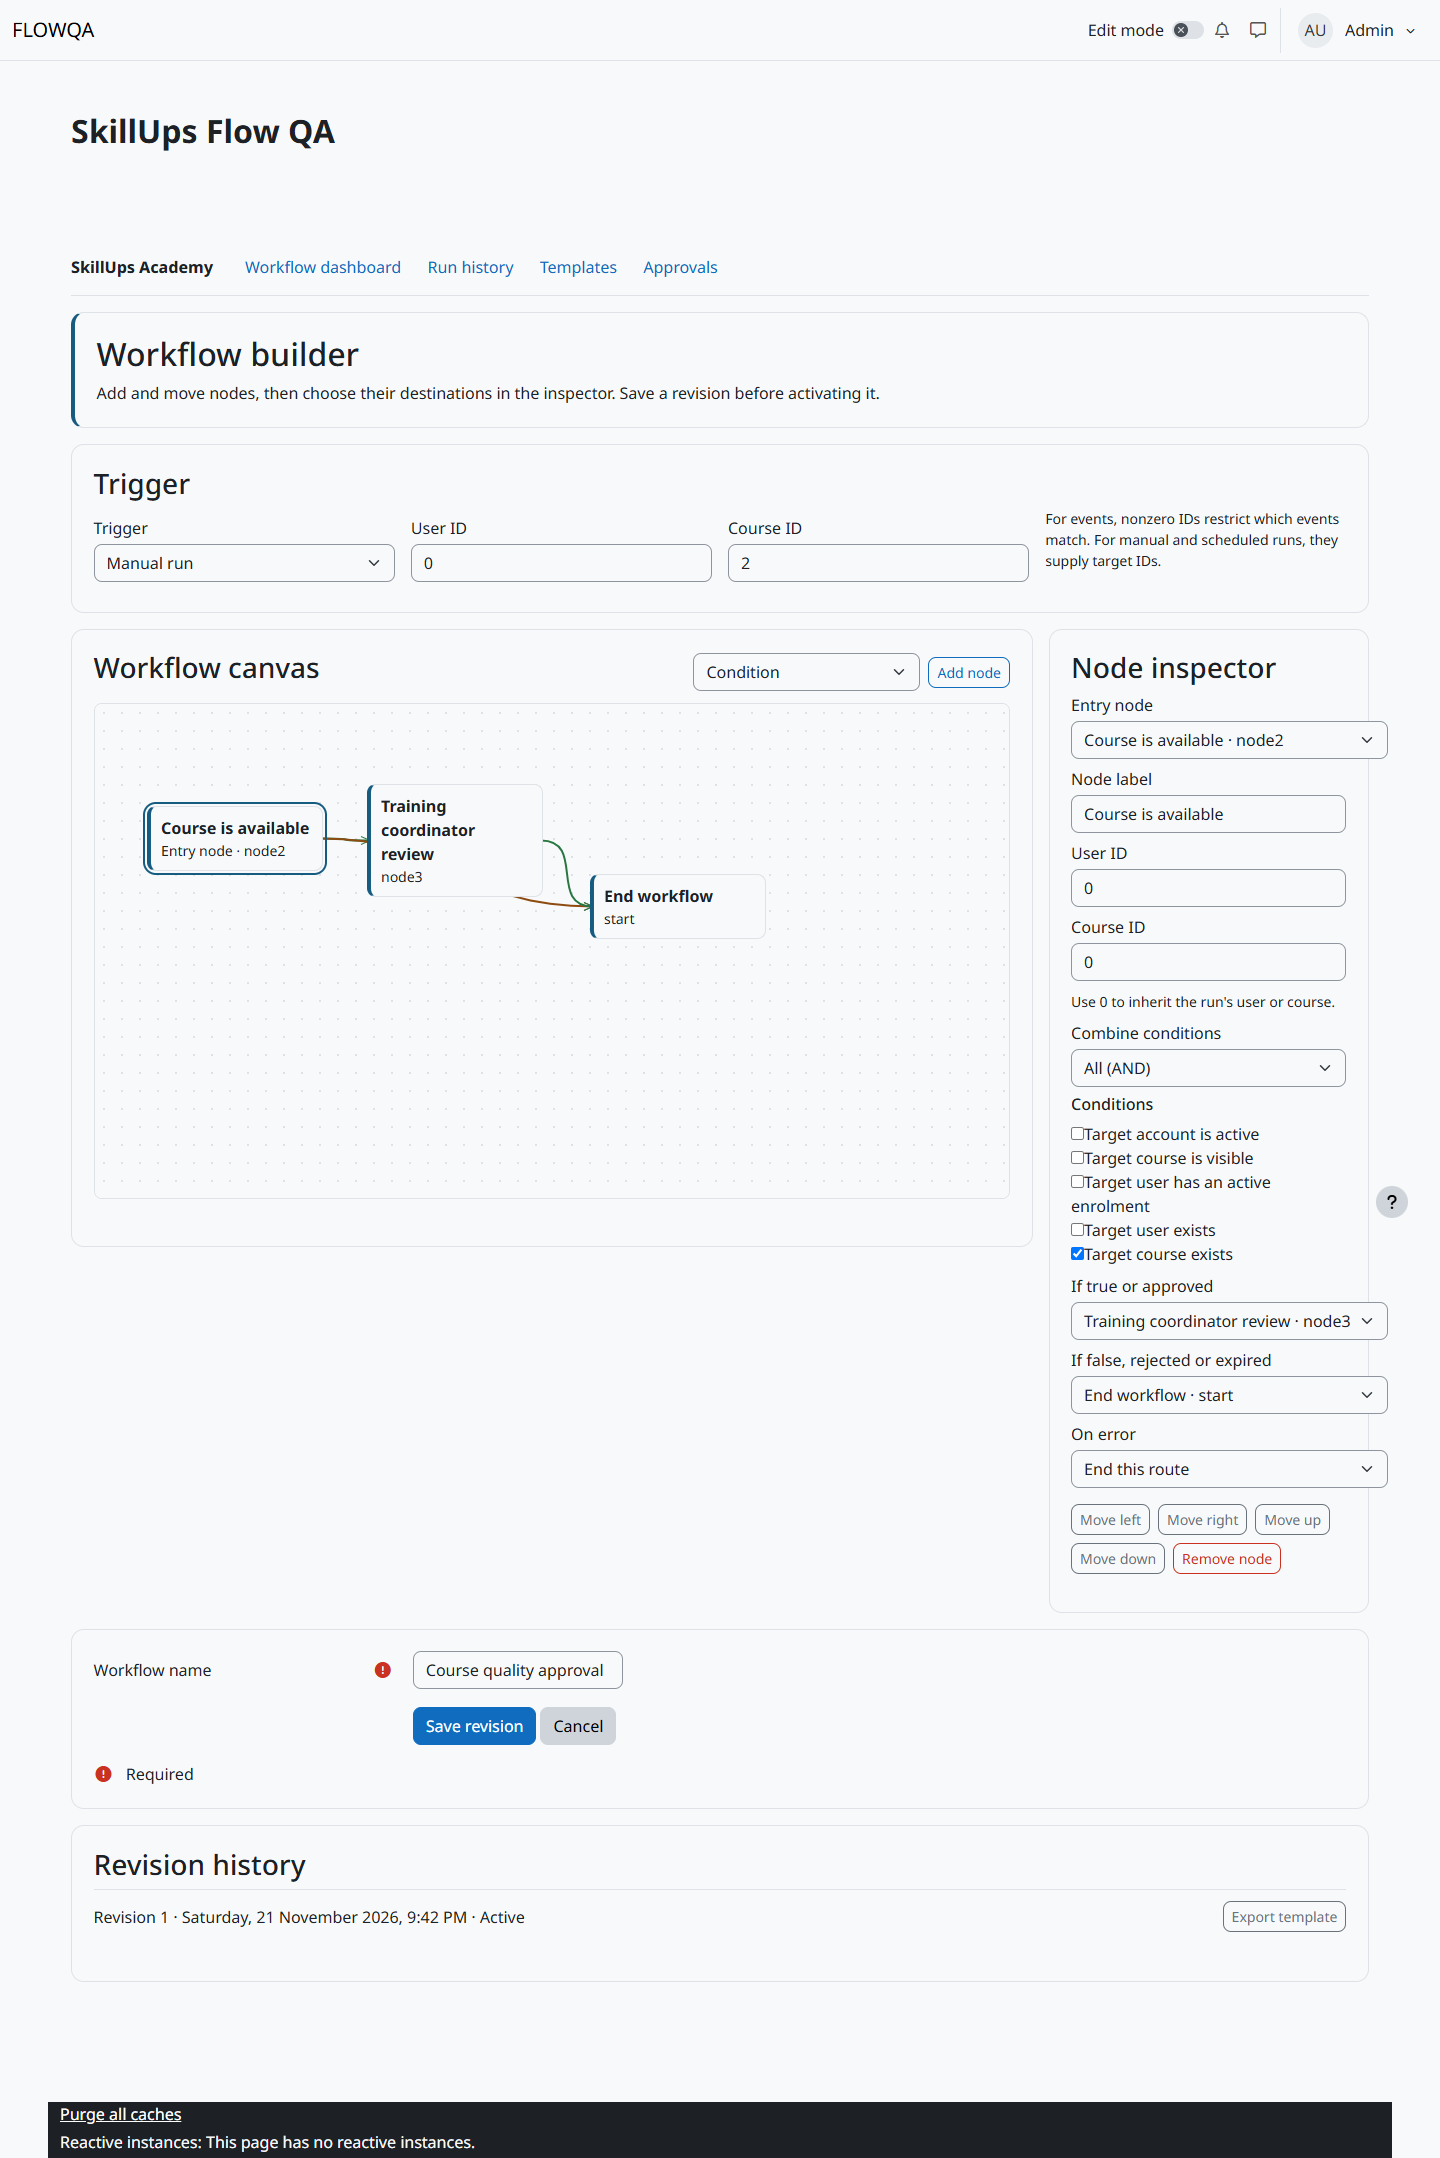 FLOWQA
Edit mode
AU
Admin
SkillUps Flow QA
SkillUps Academy
Workflow dashboard
Run history
Templates
Approvals
Workflow builder
Add and move nodes, then choose their destinations in the inspector. Save a revision before activating it.
Trigger
Trigger
Manual run
User ID
0
Course ID
2
For events, nonzero IDs restrict which events
match. For manual and scheduled runs, they
supply target IDs.
Workflow canvas
Condition
Add node
Course is available
Entry node · node2
Training
coordinator
review
node3
End workflow
start
Node inspector
Entry node
Course is available · node2
Node label
Course is available
User ID
0
Course ID
0
Use 0 to inherit the run's user or course.
Combine conditions
All (AND)
Conditions
Target account is active
Target course is visible
Target user has an active
enrolment
Target user exists
Target course exists
If true or approved
Training coordinator review · node3
If false, rejected or expired
End workflow · start
On error
End this route
Move left
Move right
Move up
Move down
Remove node
?
Workflow name
Course quality approval
Save revision
Cancel
Required
Revision history
Revision 1 · Saturday, 21 November 2026, 9:42 PM · Active
Export template
Purge all caches
Reactive instances: This page has no reactive instances.